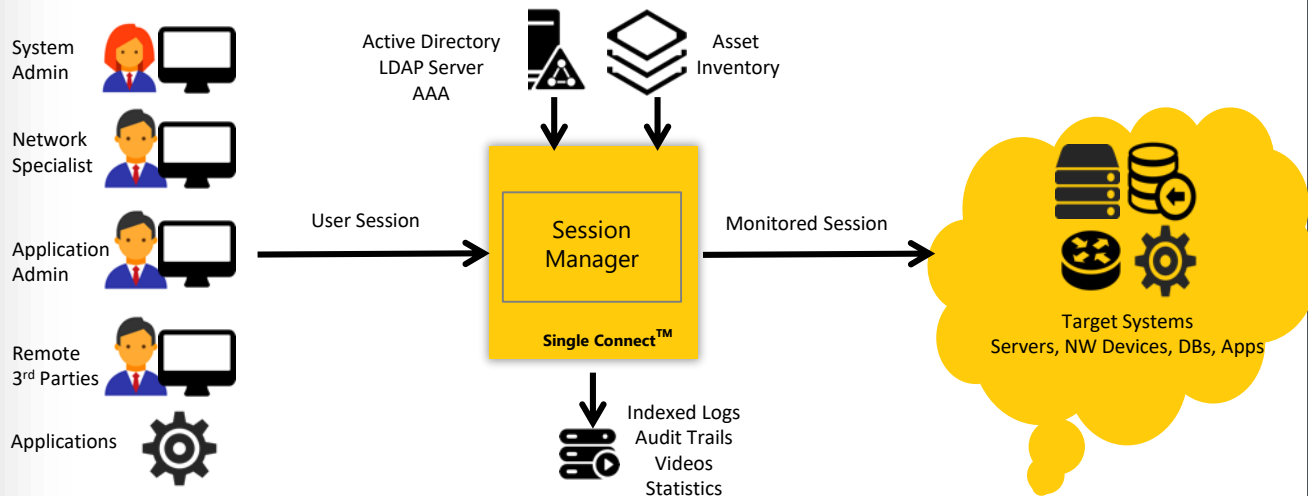 System
Admin
Network
Specialist
Application
Admin
Remote
3rd Parties
Applications
Active Directory
LDAP Server
AAA
Asset
Inventory
User Session
Session
Manager
Single Connect™
Monitored Session
Indexed Logs
Audit Trails
Videos
Statistics
Target Systems
Servers, NW Devices, DBs, Apps